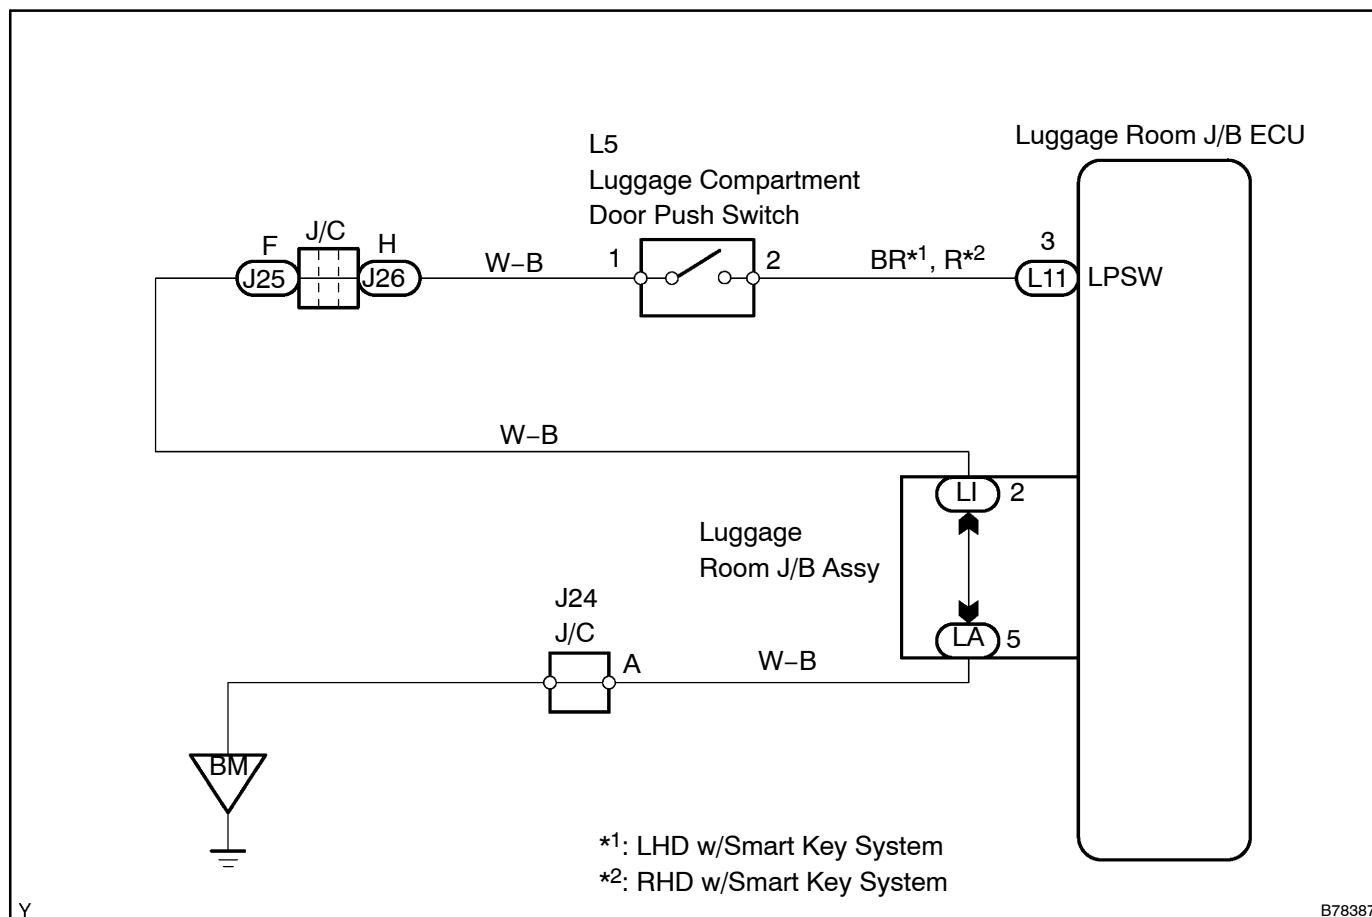 Luggage Room J/B ECU
L5
Luggage Compartment
Door Push Switch
F
J/C
H
J25
J26
W–B
1
2
BR*1, R*2
3
L11
LPSW
W–B
LI
2
Luggage
Room J/B Assy
LA
5
J24
J/C
A
W–B
BM
*1: LHD w/Smart Key System
*2: RHD w/Smart Key System
Y
B78387